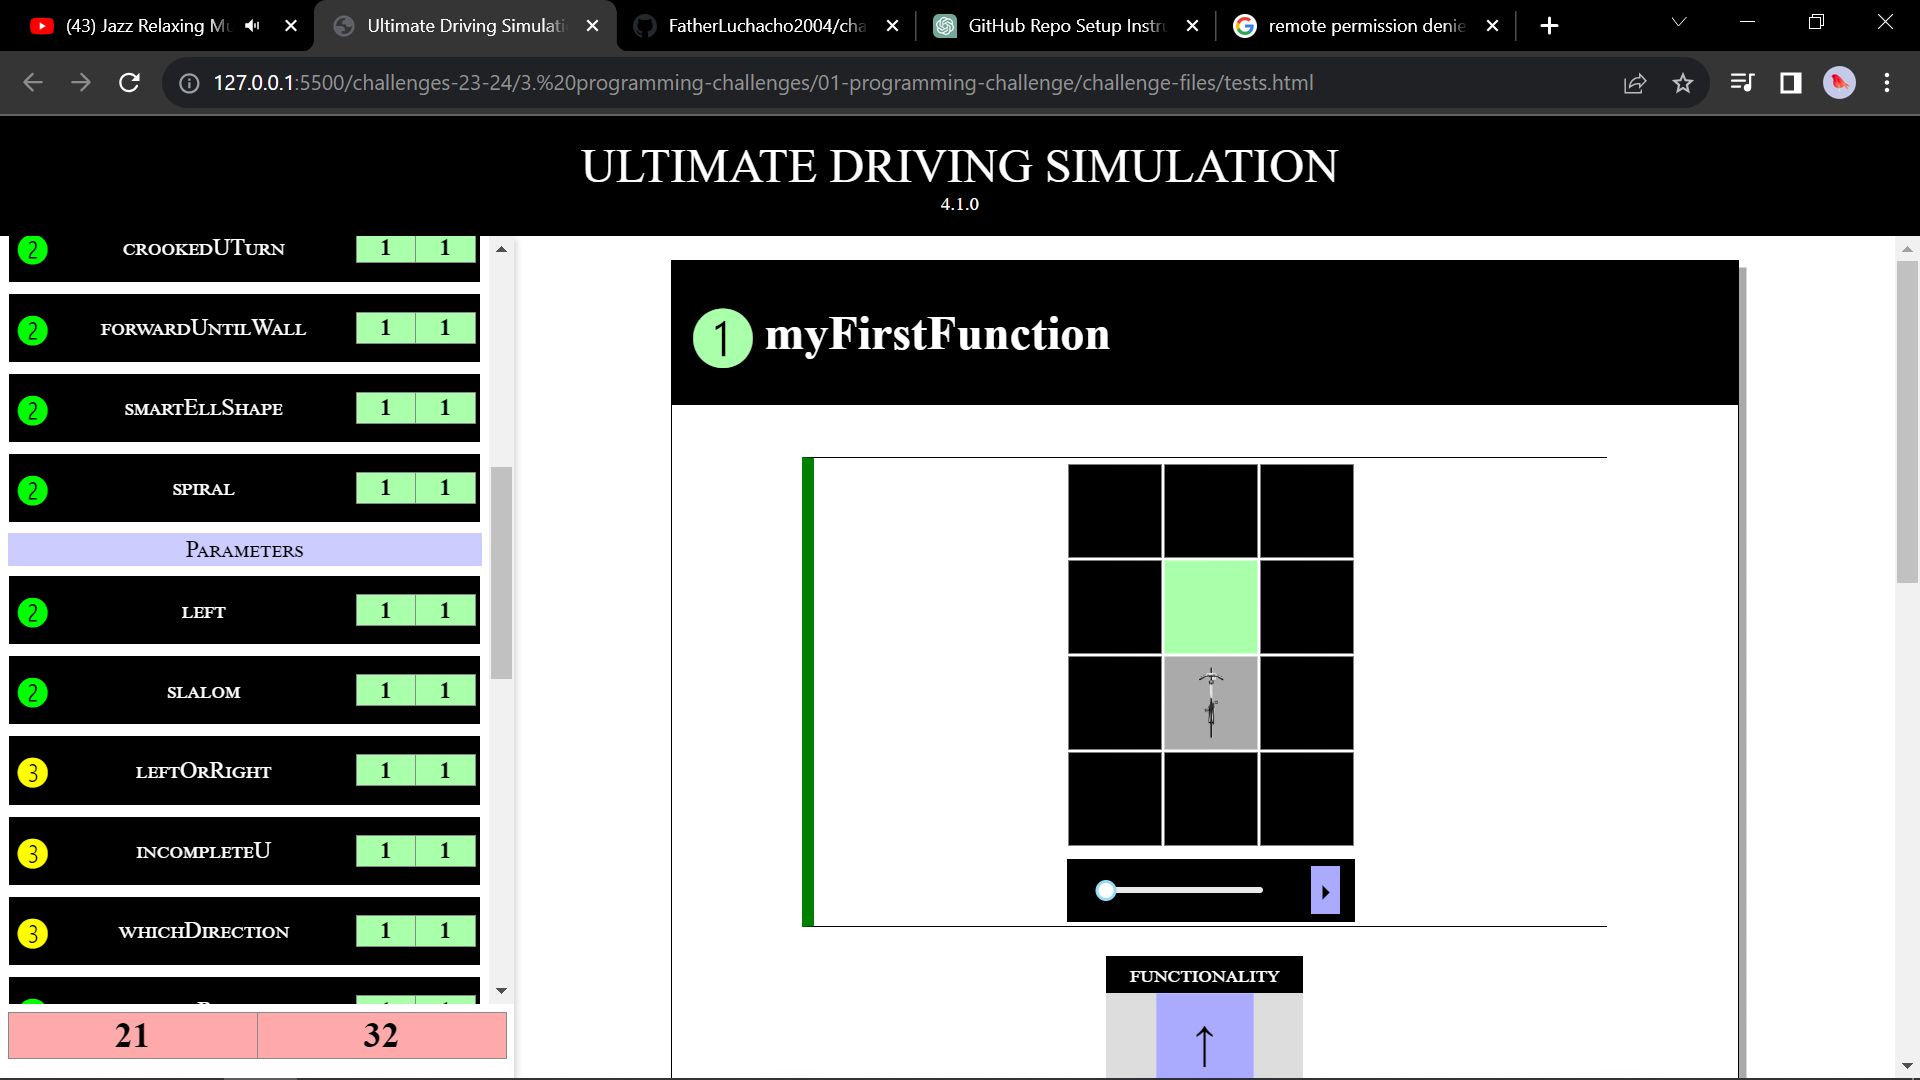 (43) Jazz Relaxing Mu
Ultimate Driving Simulati
FatherLuchacho2004/cha
GitHub Repo Setup Instru
remote permission denie
127.0.0.1:5500/challenges-23-24/3.%20programming-challenges/01-programming-challenge/challenge-files/tests.html
ULTIMATE DRIVING SIMULATION
4.1.0
2 crookedUTurn 1 1
2 forwardUntilWall 1 1
2 smartEllShape 1 1
2 spiral 1 1
Parameters
2 left 1 1
2 slalom 1 1
3 leftOrRight 1 1
3 incompleteU 1 1
3 whichDirection 1 1
21 32
1 myFirstFunction
FUNCTIONALITY
↑